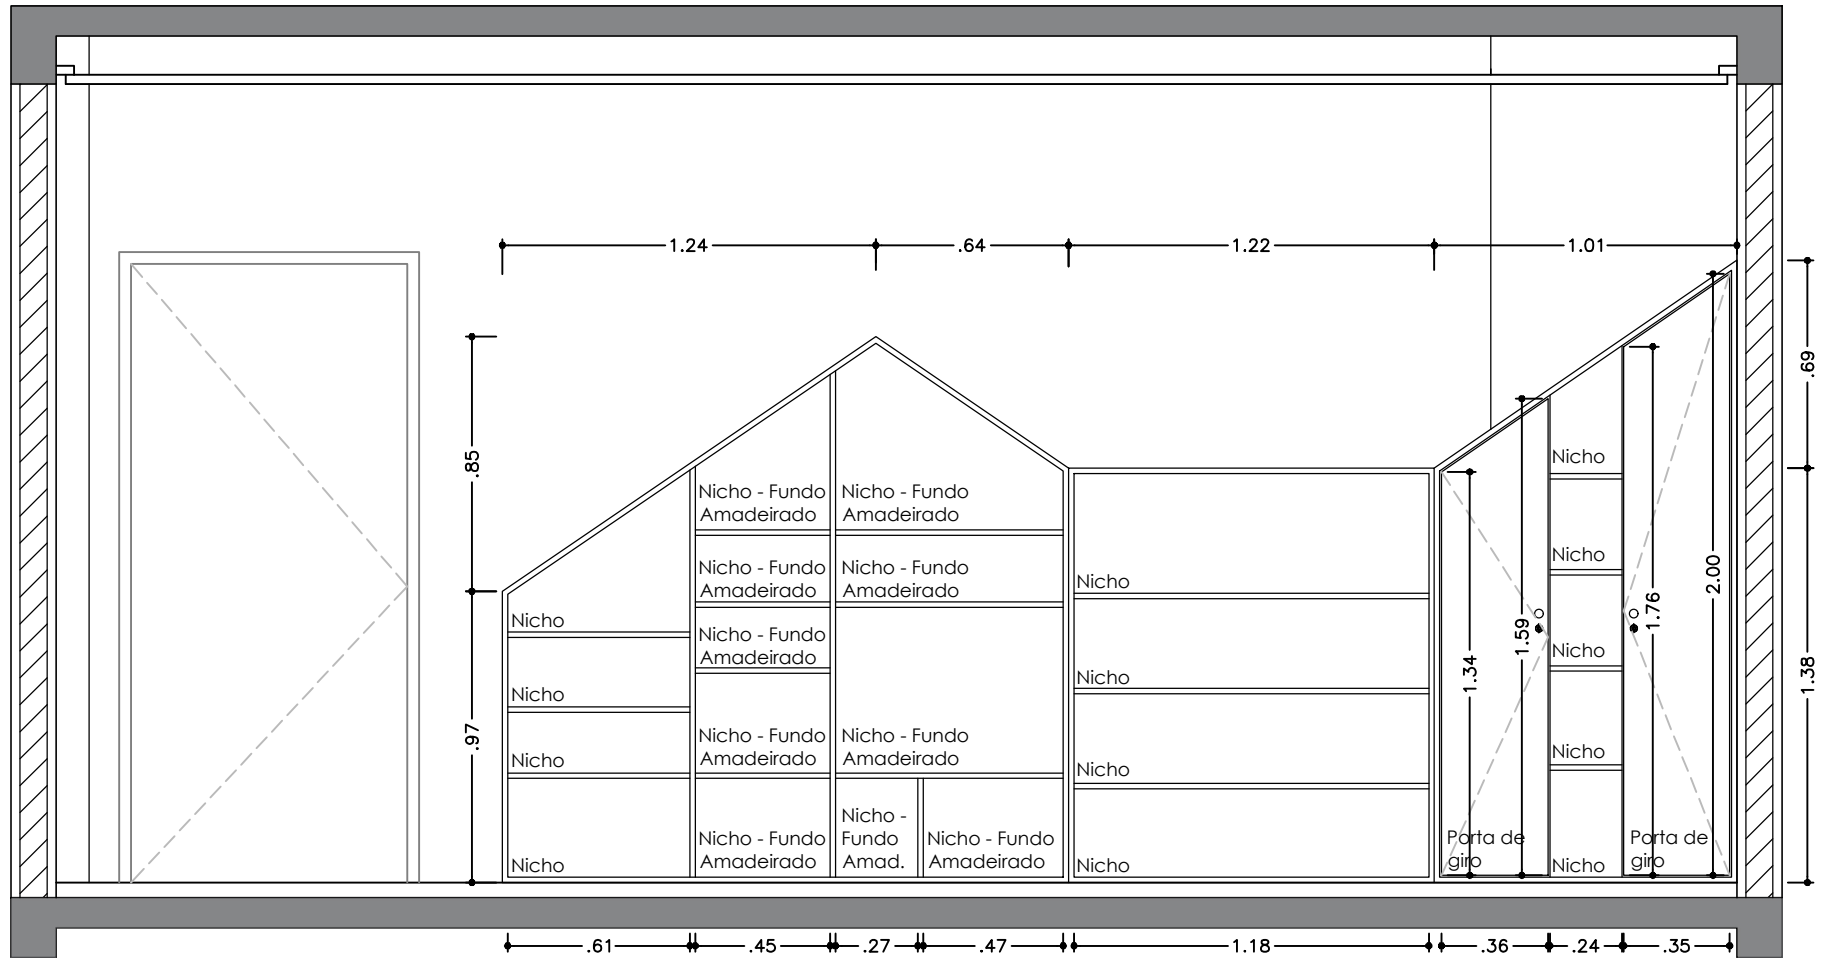 1.24
.64
1.22
1.01
.85
.97
.69
1.38
Nicho
Nicho
Nicho
Nicho
Nicho - Fundo
Amadeirado
Nicho - Fundo
Amadeirado
Nicho - Fundo
Amadeirado
Nicho - Fundo
Amadeirado
Nicho - Fundo
Amadeirado
Nicho - Fundo
Amadeirado
Nicho - Fundo
Amadeirado
Nicho - Fundo
Amadeirado
Nicho -
Fundo
Amad.
Nicho - Fundo
Amadeirado
Nicho
Nicho
Nicho
Nicho
1.34
1.59
Porta de
giro
Nicho
Nicho
Nicho
Nicho
Nicho
1.76
2.00
Porta de
giro
.61
.45
.27
.47
1.18
.36
.24
.35